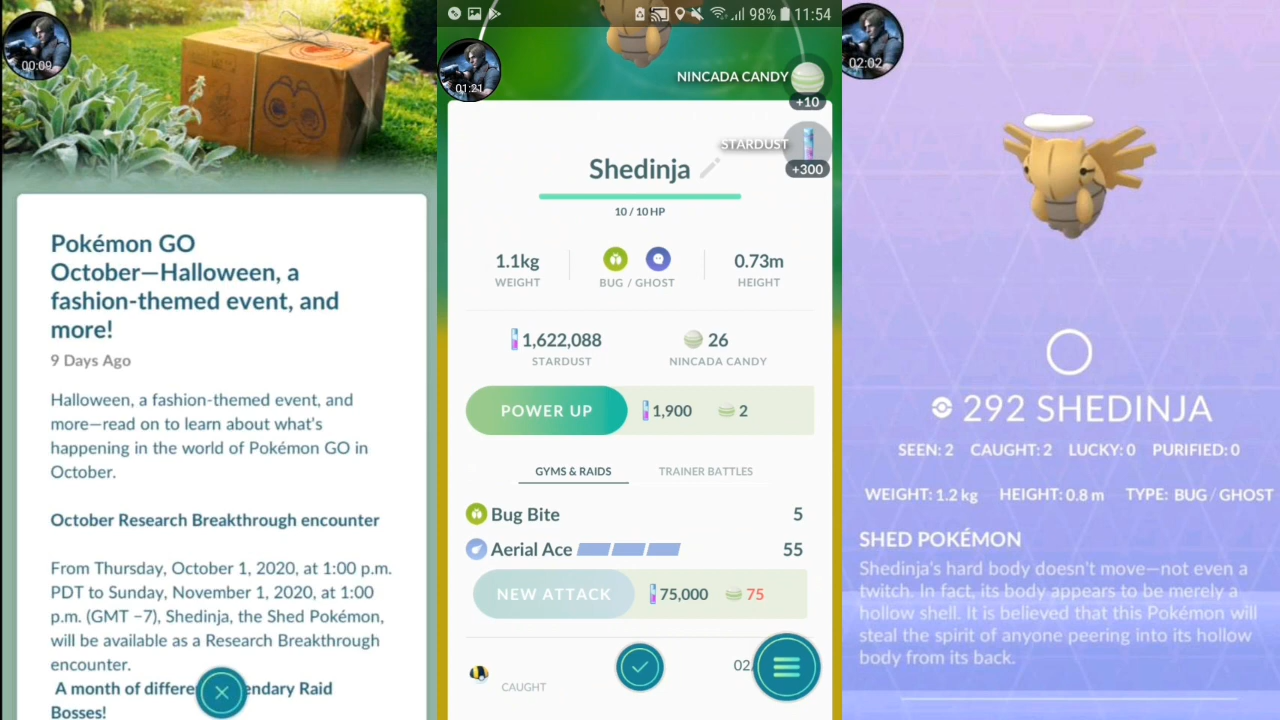 00:09
Pokémon GO
October—Halloween, a
fashion-themed event, and
more!
9 Days Ago
Halloween, a fashion-themed event, and
more—read on to learn about what's
happening in the world of Pokémon GO in
October.
October Research Breakthrough encounter
From Thursday, October 1, 2020, at 1:00 p.m.
PDT to Sunday, November 1, 2020, at 1:00
p.m. (GMT −7), Shedinja, the Shed Pokémon,
will be available as a Research Breakthrough
encounter.
A month of differe endary Raid
Bosses!
98% 11:54
01:21
NINCADA CANDY
+10
STARDUST
+300
Shedinja
10 / 10 HP
1.1kg
WEIGHT
BUG / GHOST
0.73m
HEIGHT
1,622,088
STARDUST
26
NINCADA CANDY
POWER UP 1,900 2
GYMS & RAIDS TRAINER BATTLES
Bug Bite 5
Aerial Ace 55
NEW ATTACK 75,000 75
02.
CAUGHT
02:02
292 SHEDINJA
SEEN: 2 CAUGHT: 2 LUCKY: 0 PURIFIED: 0
WEIGHT: 1.2 kg HEIGHT: 0.8 m TYPE: BUG / GHOST
SHED POKÉMON
Shedinja's hard body doesn't move—not even a
twitch. In fact, its body appears to be merely a
hollow shell. It is believed that this Pokémon will
steal the spirit of anyone peering into its hollow
body from its back.